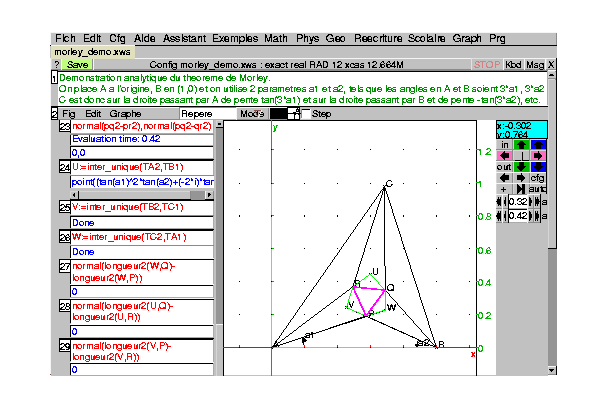 Fich Edit Cfg Aide Assistant Exemples Math Phys Geo Reecriture Scolaire Graph Prg
morley_demo.xws
? Save Config morley_demo.xws : exact real RAD 12 xcas 12.664M STOP Kbd Msg X
1 Demonstration analytique du theoreme de Morley.
On place A a l'origine, B en (1,0) et on utilise 2 parametres a1 et a2, tels que les angles en A et B soient 3*a1, 3*a2
C est donc sur la droite passant par A de pente tan(3*a1) et sur la droite passant par B de pente -tan(3*a2), etc.
2 Fig Edit Graphe Repere Mode Step
23 normal(pq2-pr2),normal(pq2-qr2)
Evaluation time: 0.42
0,0
24 U:=inter_unique(TA2,TB1)
point((tan(a1)^2*tan(a2)+(-2*i)*tan
25 V:=inter_unique(TB2,TC1)
Done
26 W:=inter_unique(TC2,TA1)
Done
27 normal(longueur2(W,Q)-
longueur2(W,P))
0
28 normal(longueur2(U,Q)-
longueur2(U,R))
0
29 normal(longueur2(V,P)-
longueur2(V,R))
0
y
1.2
1
0.8
0.6
0.4
0.2
0
x
C
U
Q
V
W
a1
a2
B
x:-0.302
y:0.764
in
out
cfg
auto
0.32 a
0.42 a